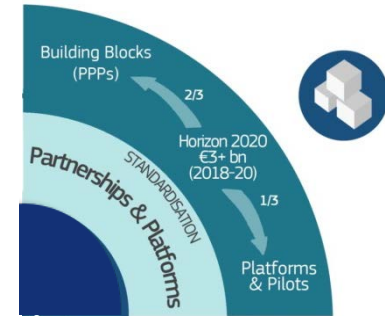 Building Blocks
(PPPs)
2/3
Horizon 2020
€3+ bn
(2018-20)
1/3
Platforms
& Pilots
STANDARDISATION
Partnerships & Platforms